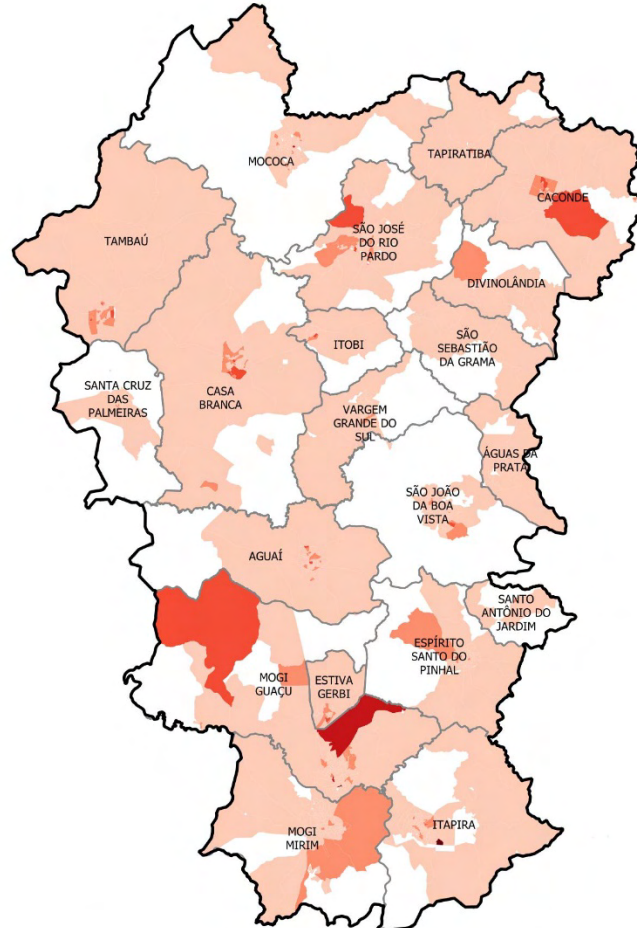 MOCOCA
TAPIRATIBA
CACONDE
SÃO JOSÉ
DO RIO
PARDO
TAMBAÚ
DIVINOLÂNDIA
ITOBI
SÃO
SEBASTIÃO
DA GRAMA
SANTA CRUZ
DAS
PALMEIRAS
CASA
BRANCA
VARGEM
GRANDE DO
SUL
ÁGUAS DA
PRATA
SÃO JOÃO
DA BOA
VISTA
AGUAÍ
SANTO
ANTÔNIO DO
JARDIM
ESPÍRITO
SANTO DO
PINHAL
MOGI
GUAÇU
ESTIVA
GERBI
MOGI
MIRIM
ITAPIRA